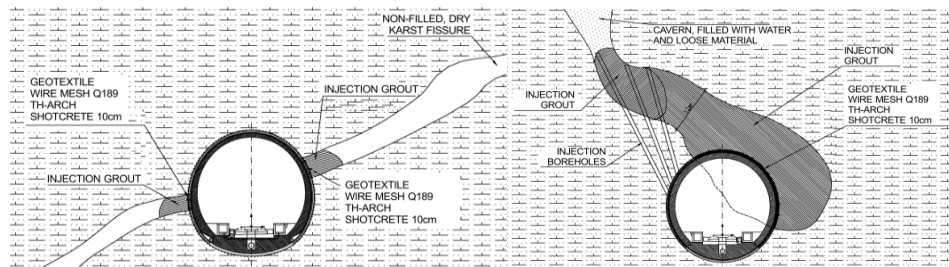 NON-FILLED, DRY
KARST FISSURE
GEOTEXTILE
WIRE MESH Q189
TH-ARCH
SHOTCRETE 10cm
INJECTION GROUT
INJECTION GROUT
GEOTEXTILE
WIRE MESH Q189
TH-ARCH
SHOTCRETE 10cm
CAVERN, FILLED WITH WATER
AND LOOSE MATERIAL
INJECTION
GROUT
INJECTION
GROUT
GEOTEXTILE
WIRE MESH Q189
TH-ARCH
SHOTCRETE 10cm
INJECTION
BOREHOLES